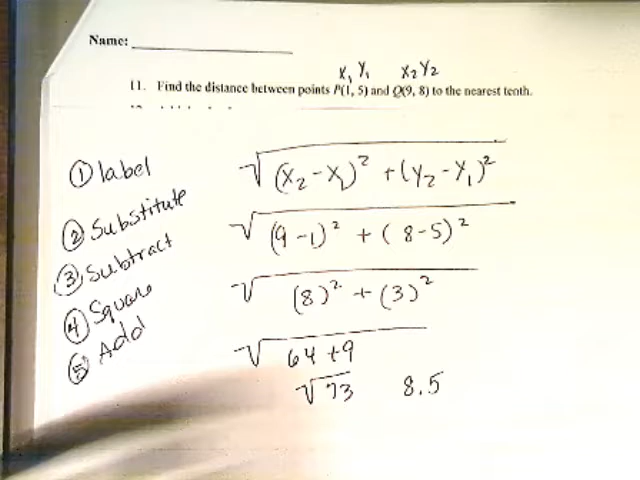 Name: ____________
X₁ Y₁ X₂ Y₂
11. Find the distance between points P(1, 5) and Q(9, 8) to the nearest tenth.
① label
② Substitute
③ Subtract
④ Square
⑤ Add
√(X₂ - X₁)² + (Y₂ - Y₁)²
√(9 - 1)² + (8 - 5)²
√(8)² + (3)²
√64 + 9
√73 8.5